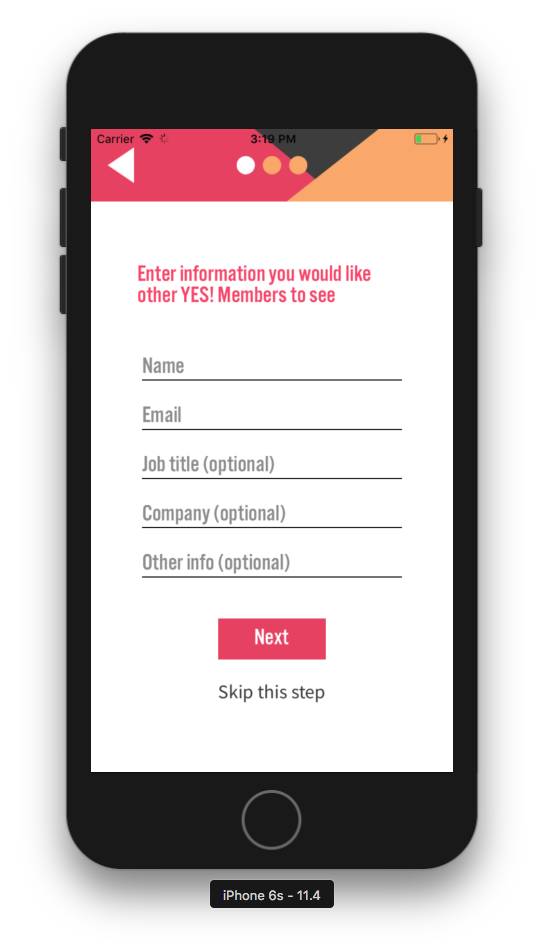 Carrier 3:19 PM
Enter information you would like
other YES! Members to see
Name
Email
Job title (optional)
Company (optional)
Other info (optional)
Next
Skip this step
iPhone 6s - 11.4